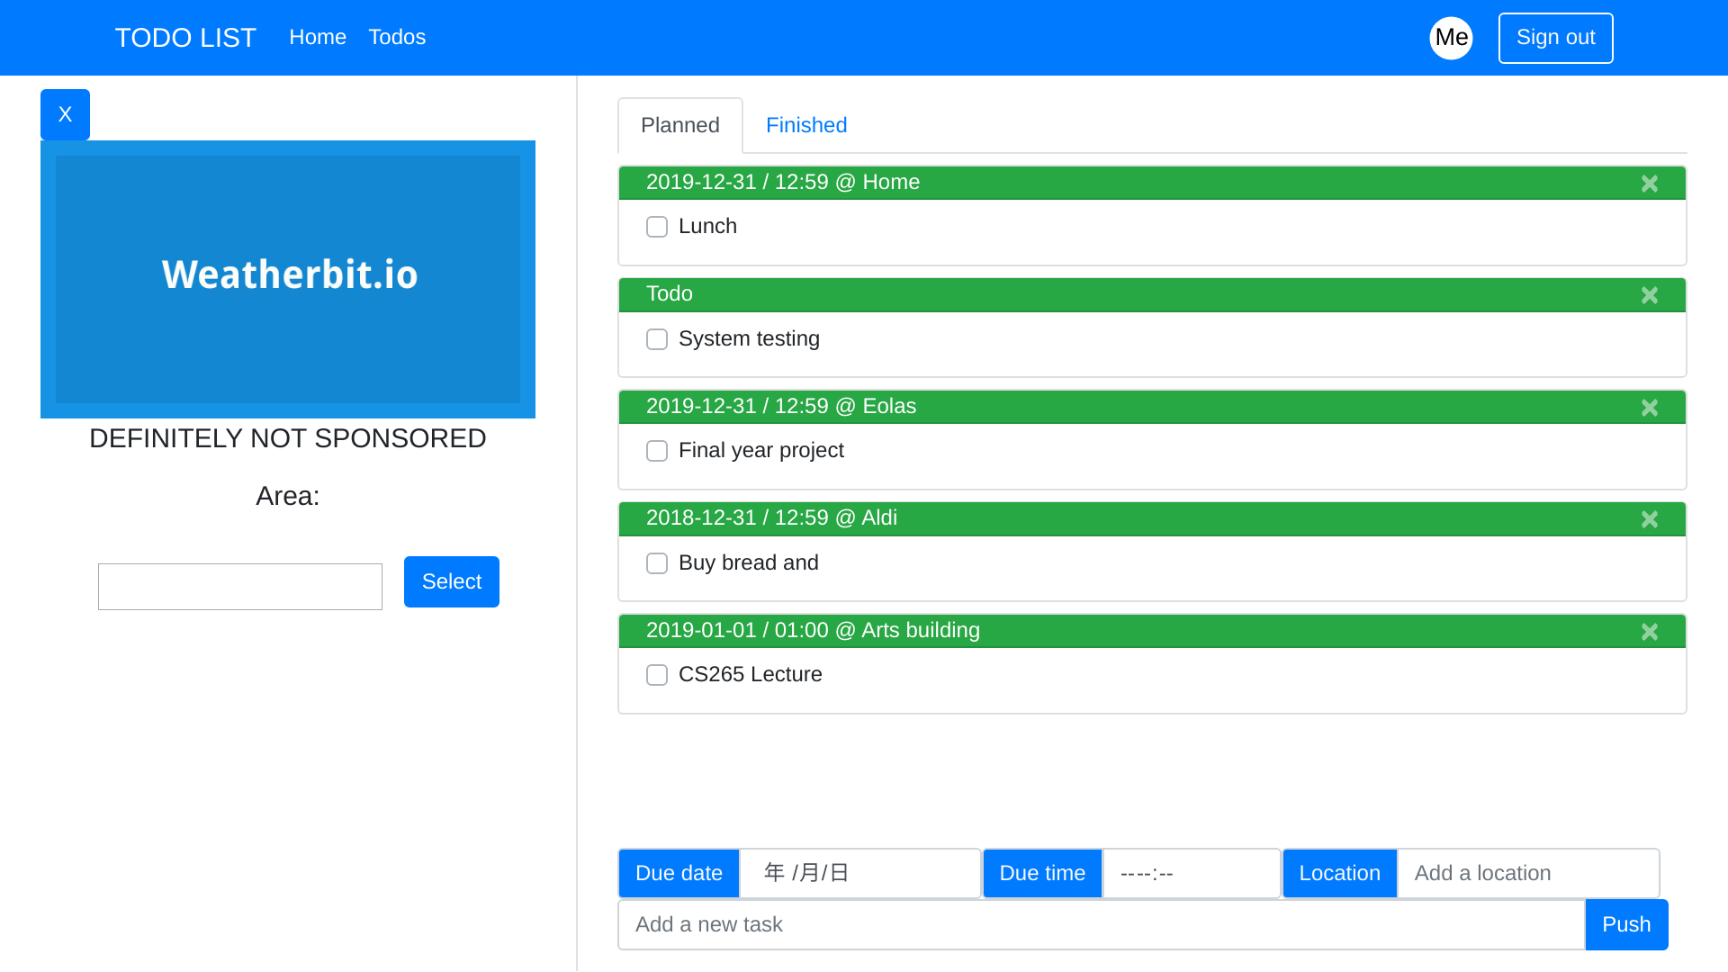 TODO LIST Home Todos Me Sign out
X
Weatherbit.io
DEFINITELY NOT SPONSORED
Area:
Select
Planned Finished
2019-12-31 / 12:59 @ Home
Lunch
Todo
System testing
2019-12-31 / 12:59 @ Eolas
Final year project
2018-12-31 / 12:59 @ Aldi
Buy bread and
2019-01-01 / 01:00 @ Arts building
CS265 Lecture
Due date 年 /月/日 Due time ----:-- Location Add a location
Add a new task Push